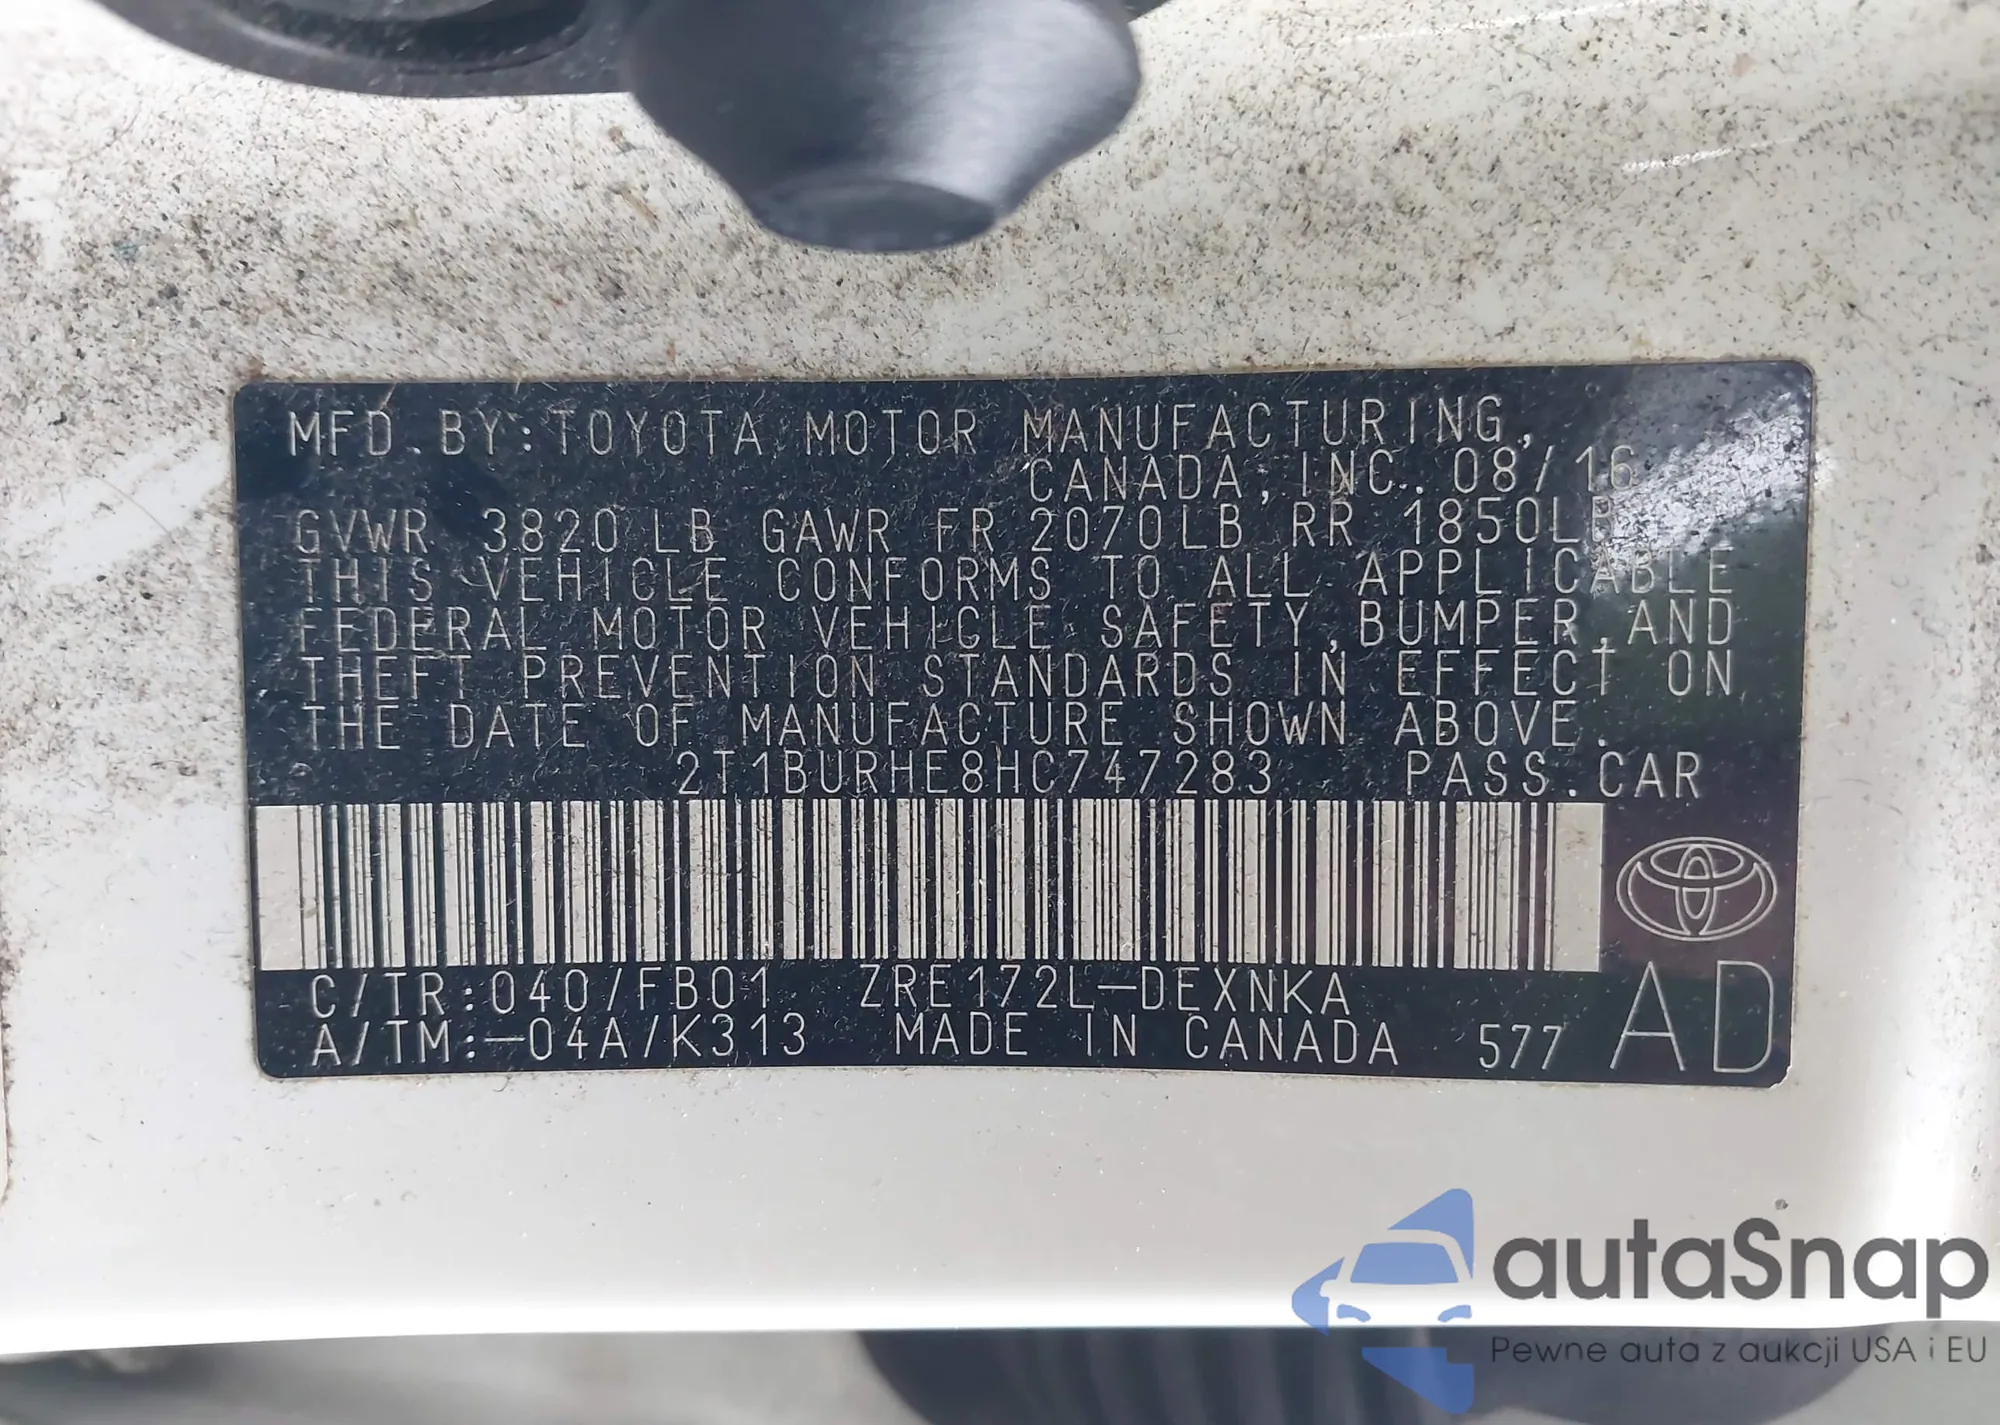 MFD.BY:TOYOTA MOTOR MANUFACTURING,
CANADA, INC. 08/16
GVWR 3820LB GAWR FR 2070LB RR 1850LB
THIS VEHICLE CONFORMS TO ALL APPLICABLE
FEDERAL MOTOR VEHICLE SAFETY, BUMPER, AND
THEFT PREVENTION STANDARDS IN EFFECT ON
THE DATE OF MANUFACTURE SHOWN ABOVE.
2T1BURHE8HC747283 PASS.CAR
C/TR:040/FB01 ZRE172L-DEXNKA
A/TM:-04A/K313 MADE IN CANADA 577 AD
autaSnap
Pewne auta z aukcji USA i EU